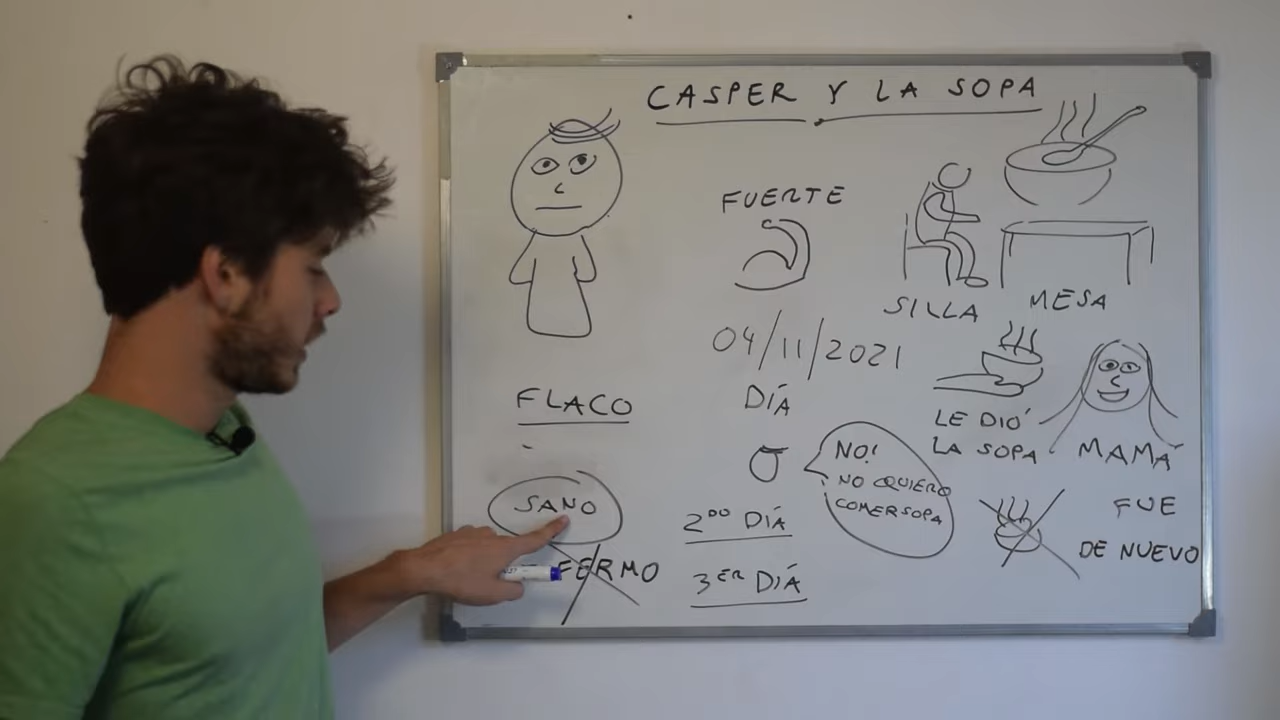 CASPER Y LA SOPA
FUERTE
SILLA
MESA
04/11/2021
DÍA
FLACO
LE DIÓ
LA SOPA
MAMÁ
NO!
NO QUIERO
COMER SOPA
SANO
FERMO
2DO DÍA
3ER DÍA
FUE
DE NUEVO